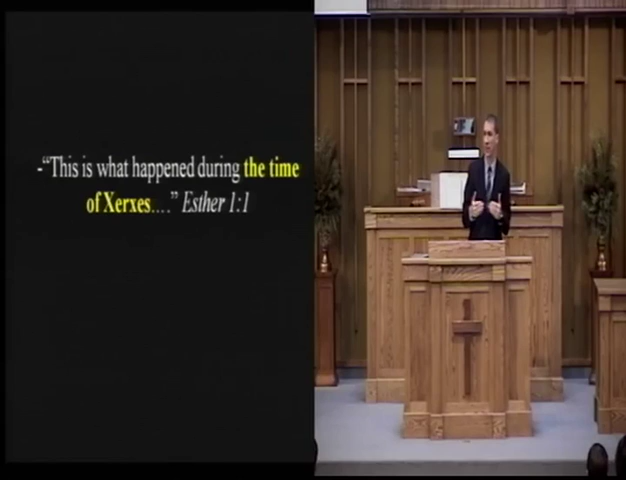 -“This is what happened during the time
of Xerxes....” Esther 1:1